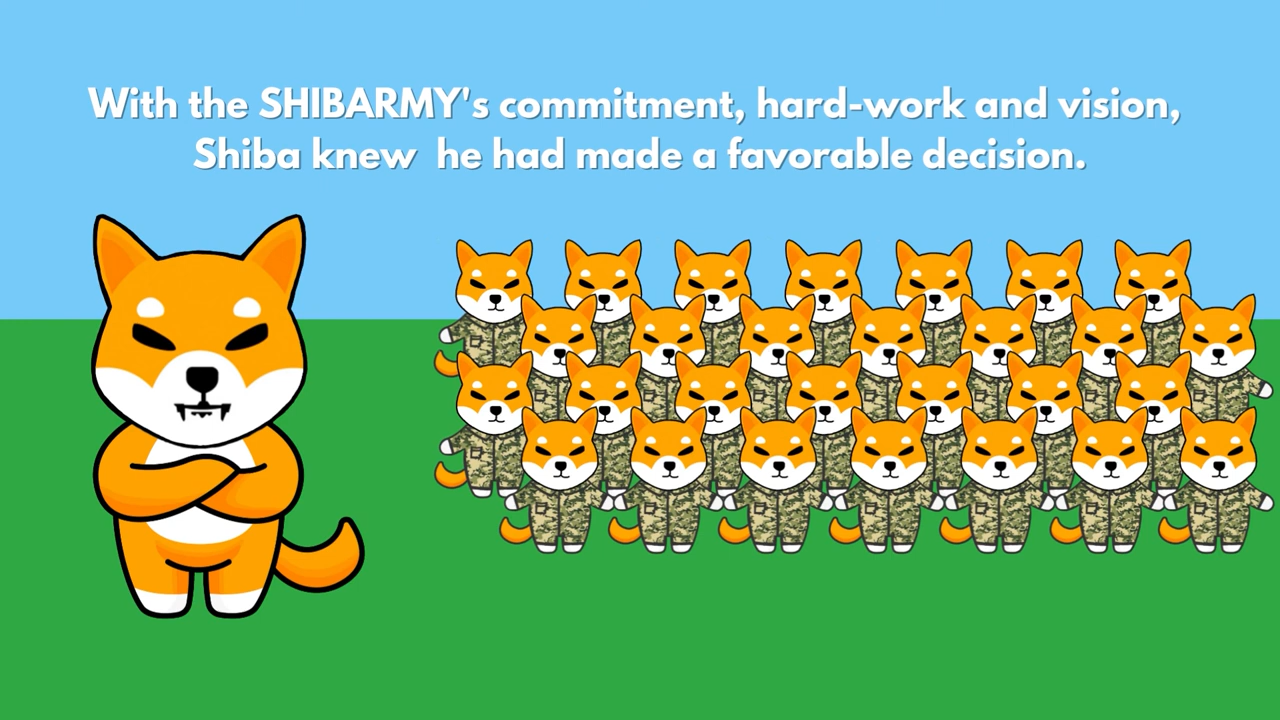 With the SHIBARMY's commitment, hard-work and vision,
Shiba knew  he had made a favorable decision.